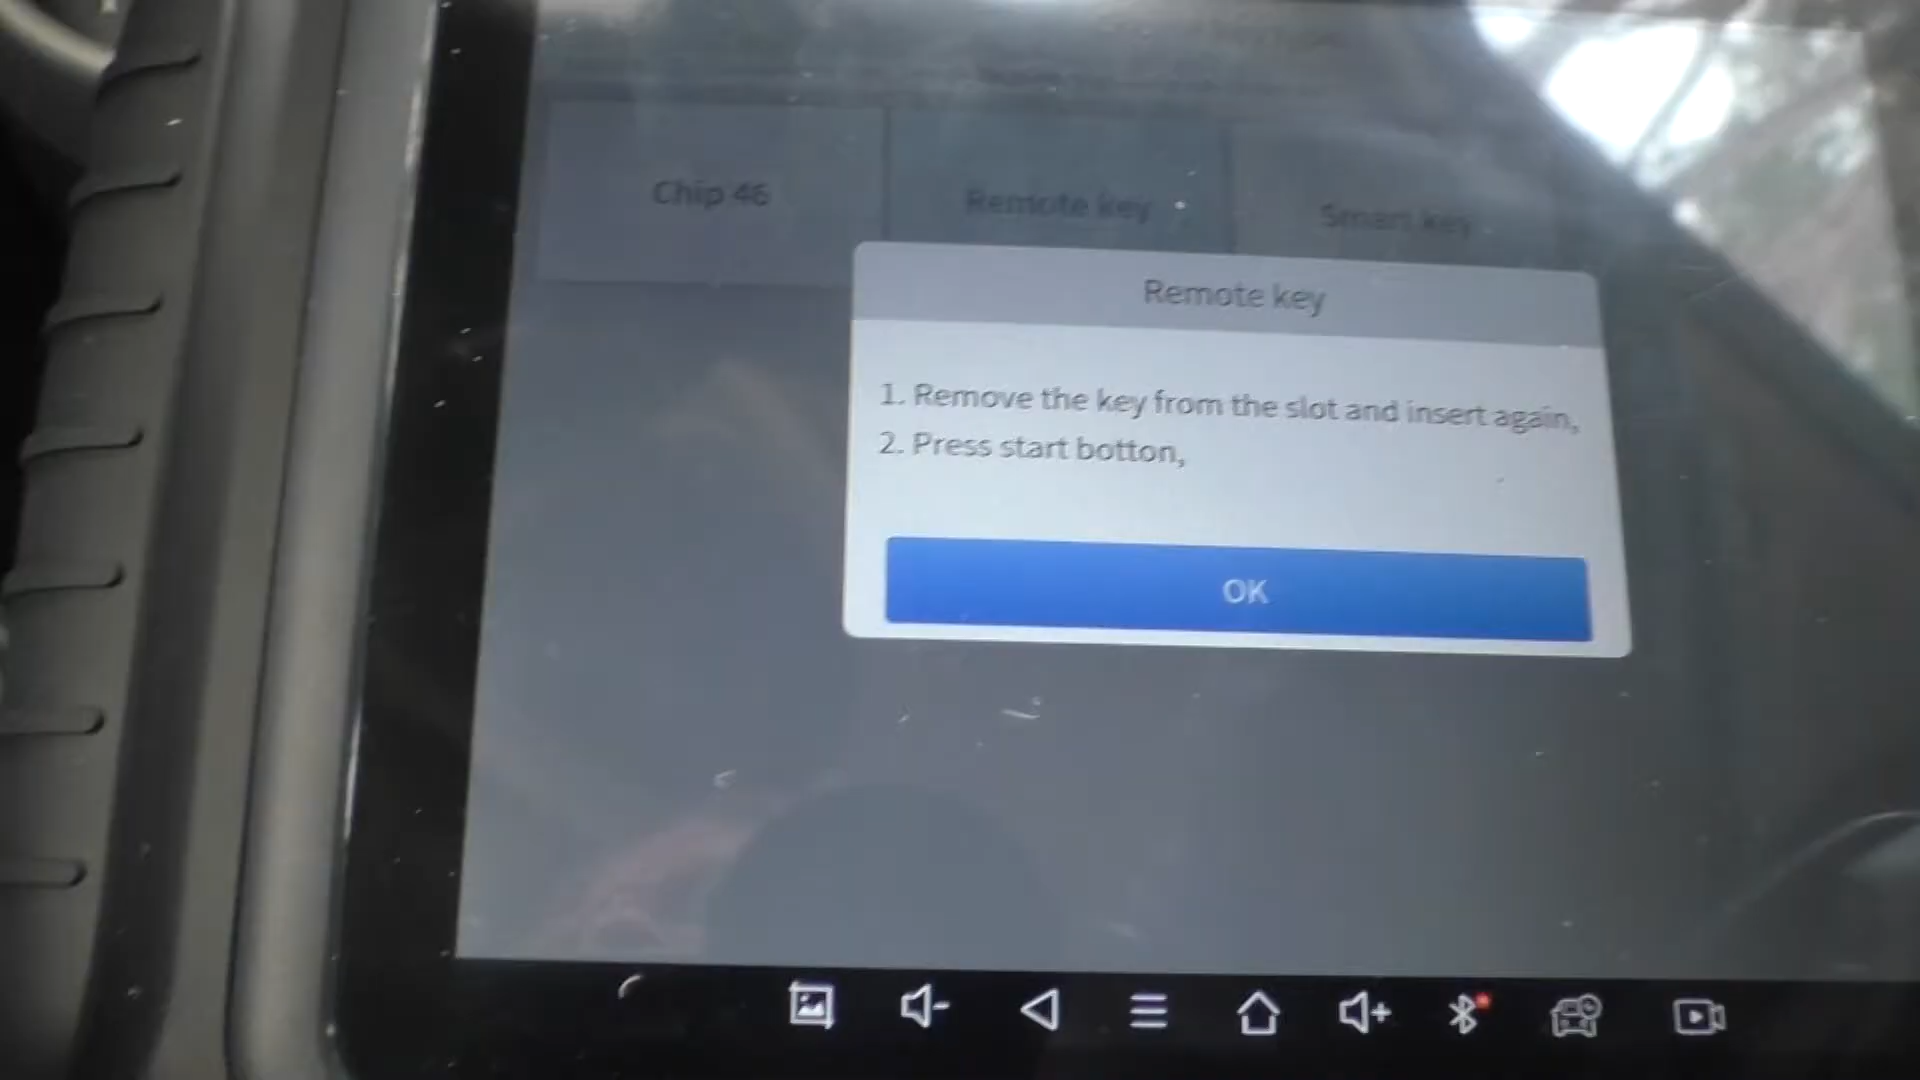 Chip 46
Remote key
Smart key
Remote key
1. Remove the key from the slot and insert again,
2. Press start botton,
OK